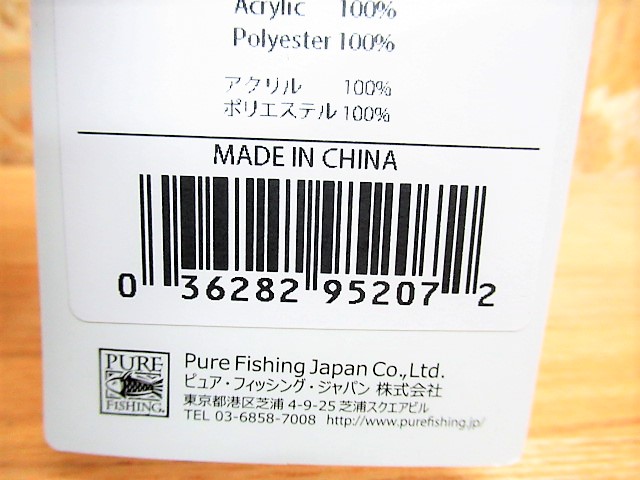 Acrylic 100%
Polyester 100%
アクリル 100%
ポリエステル 100%
MADE IN CHINA
0 36282 95207 2
PURE
FISHING.
Pure Fishing Japan Co.,Ltd.
ピュア・フィッシング・ジャパン 株式会社
東京都港区芝浦 4-9-25 芝浦スクエアビル
TEL 03-6858-7008 http://www.purefishing.jp/